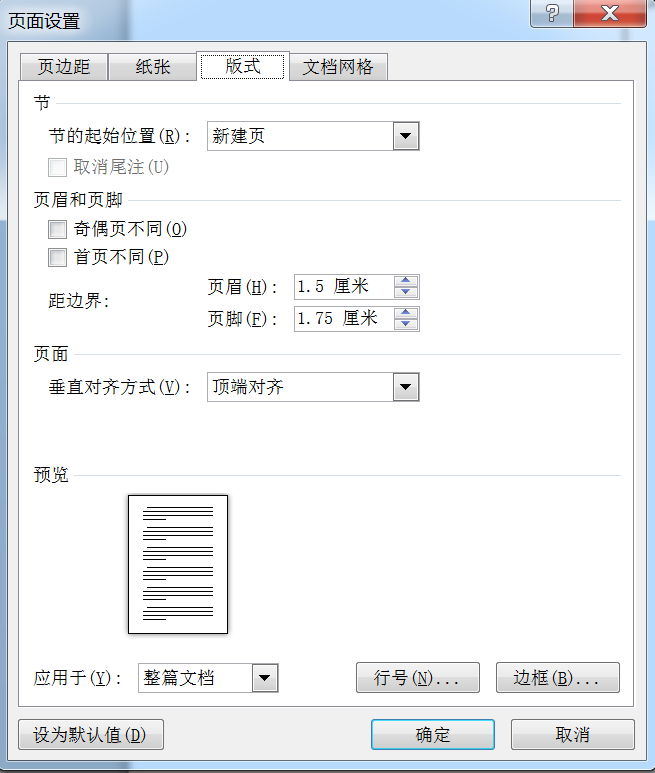 页面设置
页边距 纸张 版式 文档网格
节
节的起始位置(R): 新建页
取消尾注(U)
页眉和页脚
奇偶页不同(O)
首页不同(P)
距边界:
页眉(H): 1.5 厘米
页脚(F): 1.75 厘米
页面
垂直对齐方式(V): 顶端对齐
预览
应用于(Y): 整篇文档 行号(N)... 边框(B)...
设为默认值(D) 确定 取消